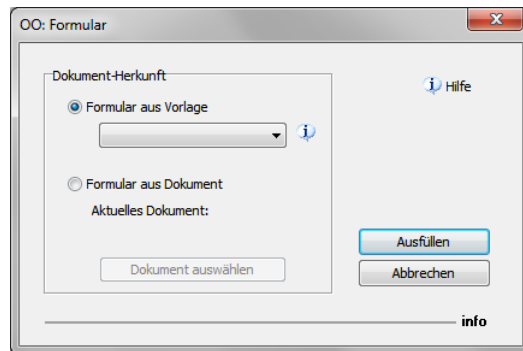 OO: Formular
Dokument-Herkunft
Formular aus Vorlage
Hilfe
Formular aus Dokument
Aktuelles Dokument:
Dokument auswählen
Ausfüllen
Abbrechen
info